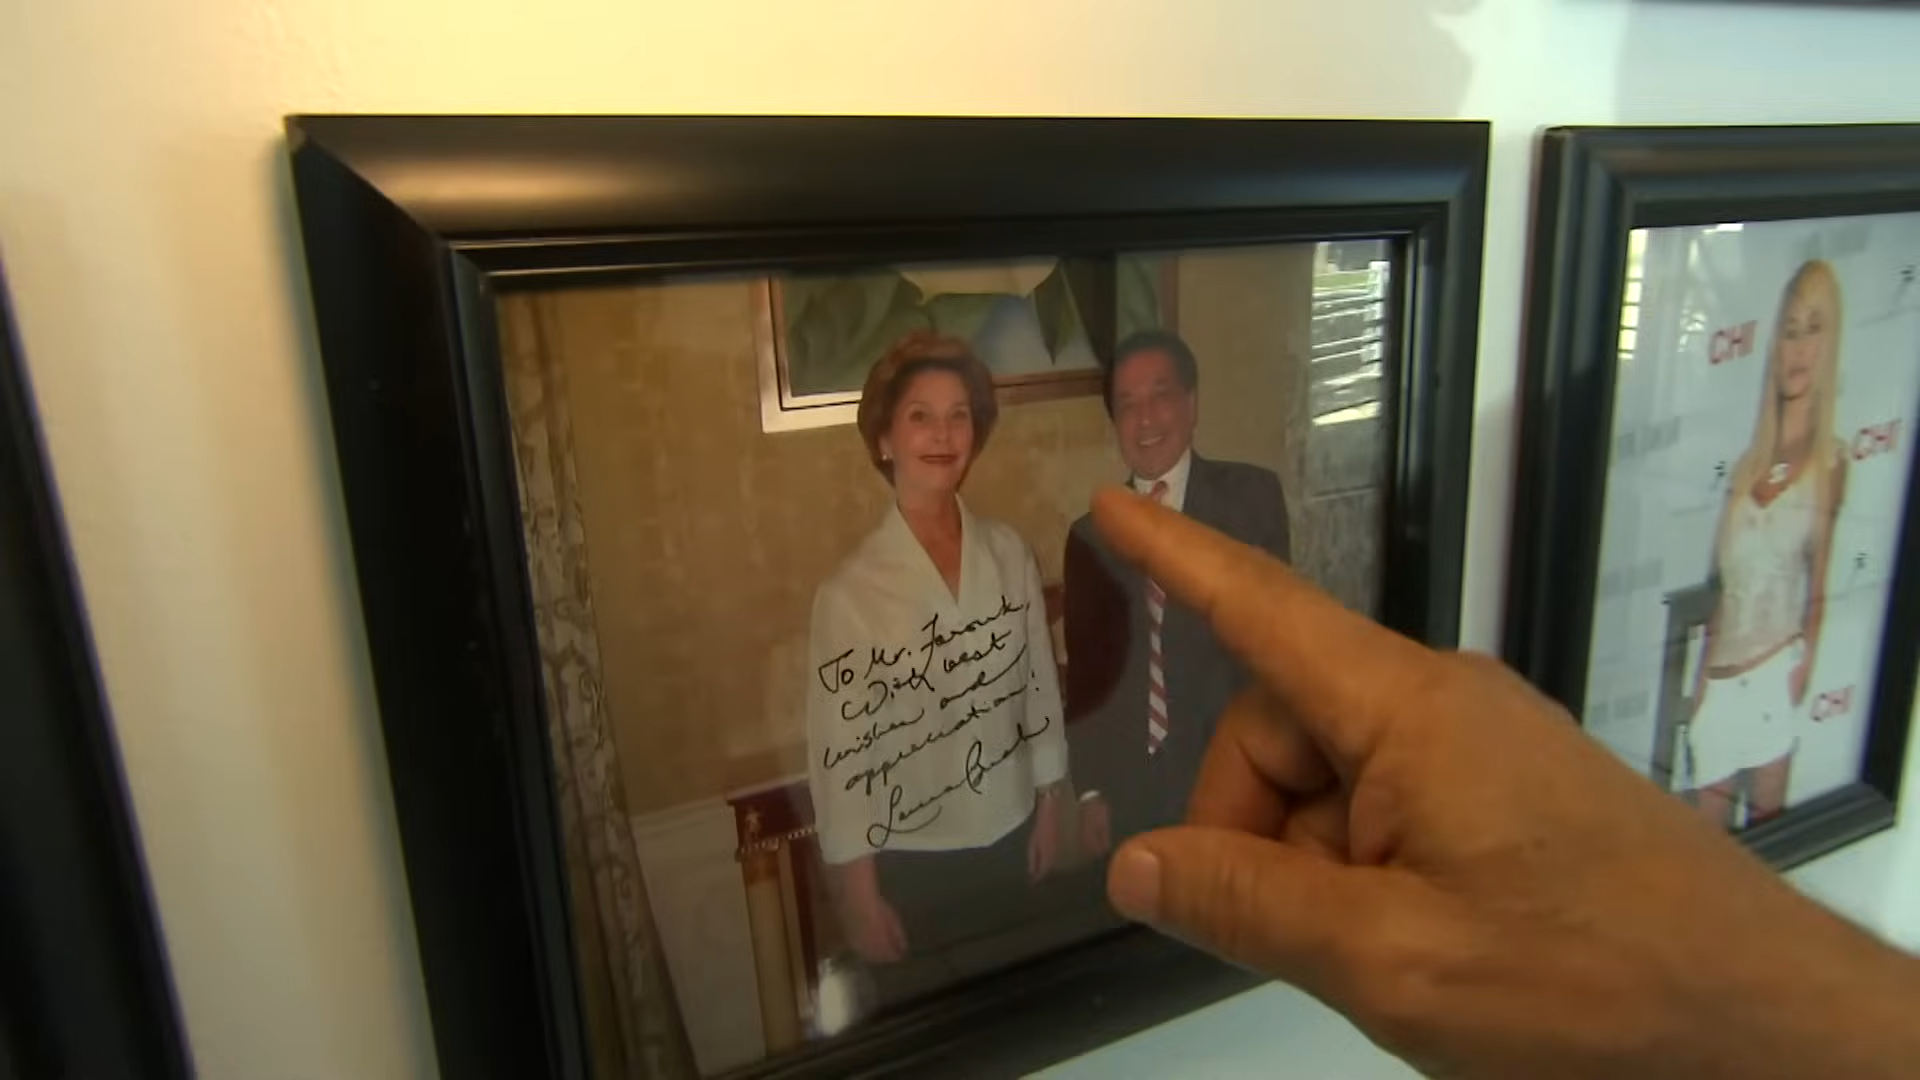 To Mr. Farouk,
With best
wishes and
appreciation!
Laura Bush
CHI
CHI
CHI